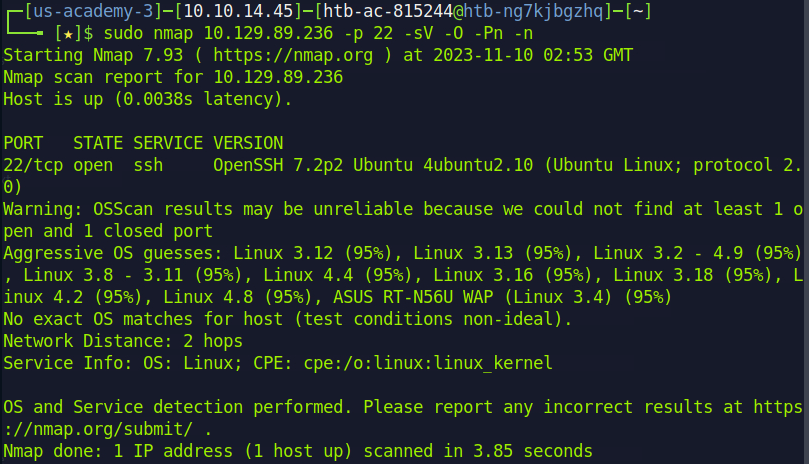 ┌─[us-academy-3]─[10.10.14.45]─[htb-ac-815244@htb-ng7kjbgzhq]─[~]
└──╼ [★]$ sudo nmap 10.129.89.236 -p 22 -sV -O -Pn -n
Starting Nmap 7.93 ( https://nmap.org ) at 2023-11-10 02:53 GMT
Nmap scan report for 10.129.89.236
Host is up (0.0038s latency).
PORT   STATE SERVICE VERSION
22/tcp open  ssh     OpenSSH 7.2p2 Ubuntu 4ubuntu2.10 (Ubuntu Linux; protocol 2.
0)
Warning: OSScan results may be unreliable because we could not find at least 1 o
pen and 1 closed port
Aggressive OS guesses: Linux 3.12 (95%), Linux 3.13 (95%), Linux 3.2 - 4.9 (95%)
, Linux 3.8 - 3.11 (95%), Linux 4.4 (95%), Linux 3.16 (95%), Linux 3.18 (95%), L
inux 4.2 (95%), Linux 4.8 (95%), ASUS RT-N56U WAP (Linux 3.4) (95%)
No exact OS matches for host (test conditions non-ideal).
Network Distance: 2 hops
Service Info: OS: Linux; CPE: cpe:/o:linux:linux_kernel
OS and Service detection performed. Please report any incorrect results at https
://nmap.org/submit/ .
Nmap done: 1 IP address (1 host up) scanned in 3.85 seconds